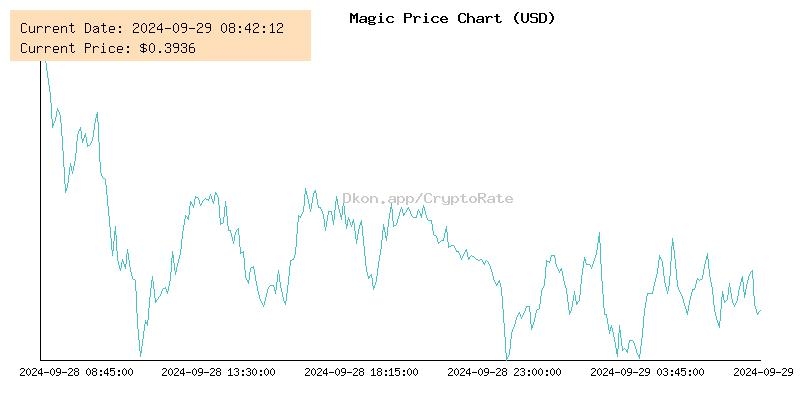 Magic Price Chart (USD)
Current Date: 2024-09-29 08:42:12
Current Price: $0.3936
Dkon.app/CryptoRate
2024-09-28 08:45:00 2024-09-28 13:30:00 2024-09-28 18:15:00 2024-09-28 23:00:00 2024-09-29 03:45:00 2024-09-29